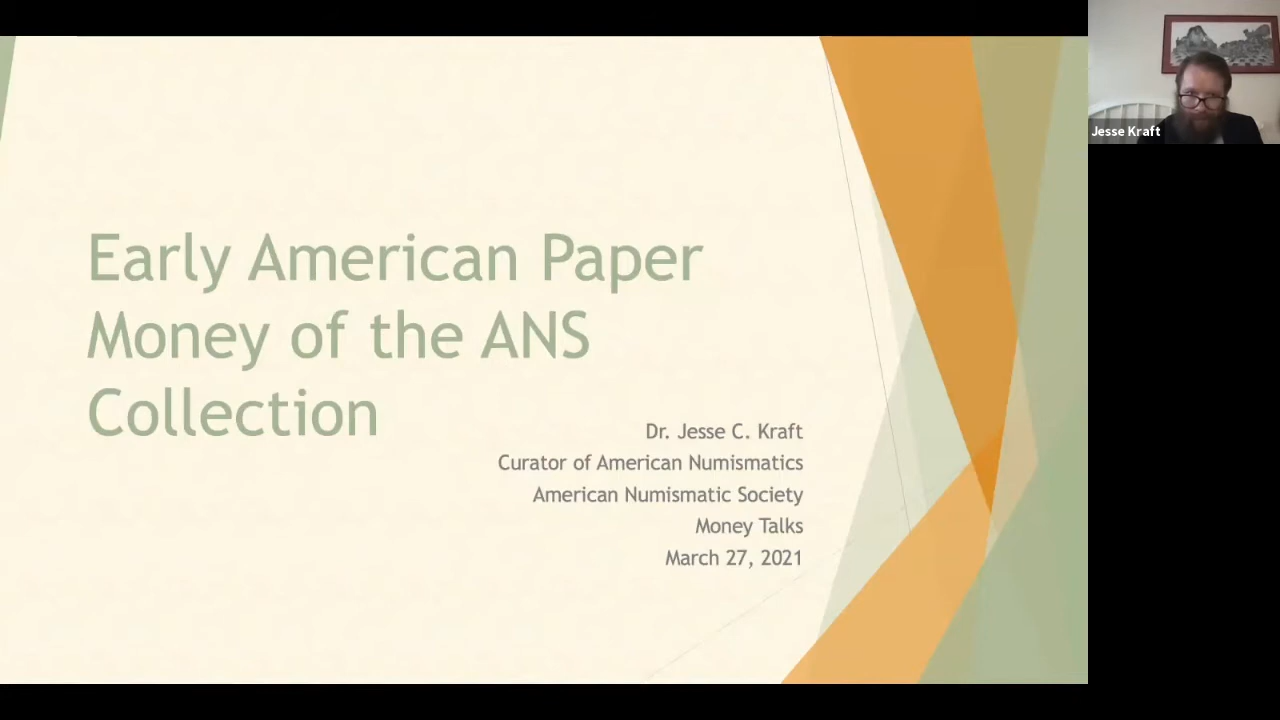 Early American Paper
Money of the ANS
Collection
Dr. Jesse C. Kraft
Curator of American Numismatics
American Numismatic Society
Money Talks
March 27, 2021
Jesse Kraft